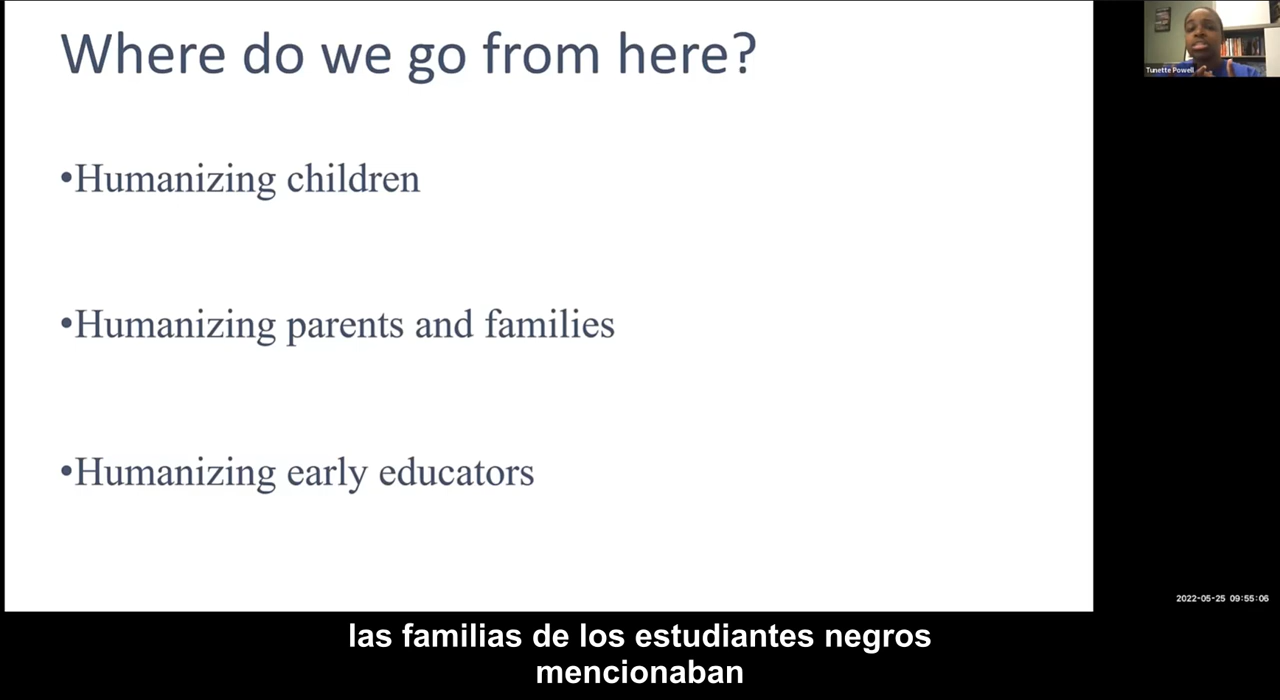 Where do we go from here?
Tunette Powell
•Humanizing children
•Humanizing parents and families
•Humanizing early educators
2022-05-25 09:55:06
las familias de los estudiantes negros
mencionaban